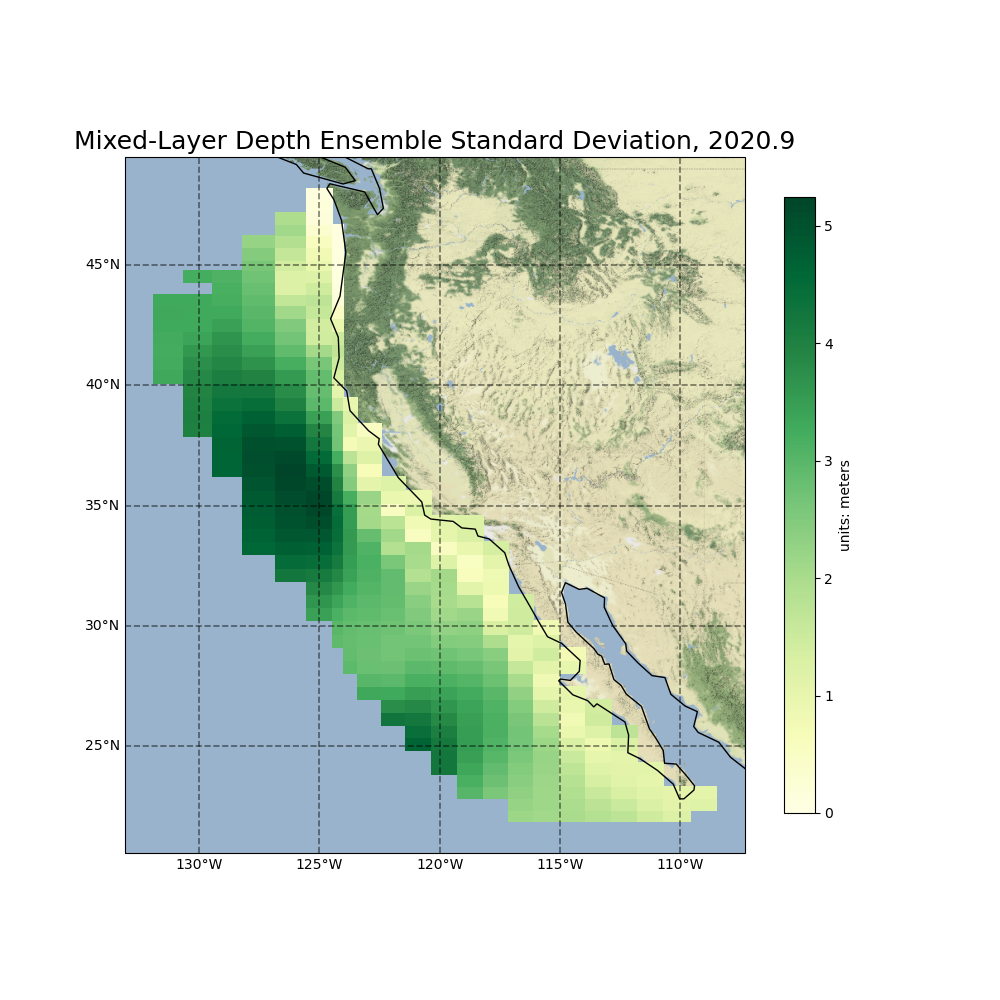 Mixed-Layer Depth Ensemble Standard Deviation, 2020.9
45°N
40°N
35°N
30°N
25°N
130°W
125°W
120°W
115°W
110°W
5
4
3
2
1
0
units: meters